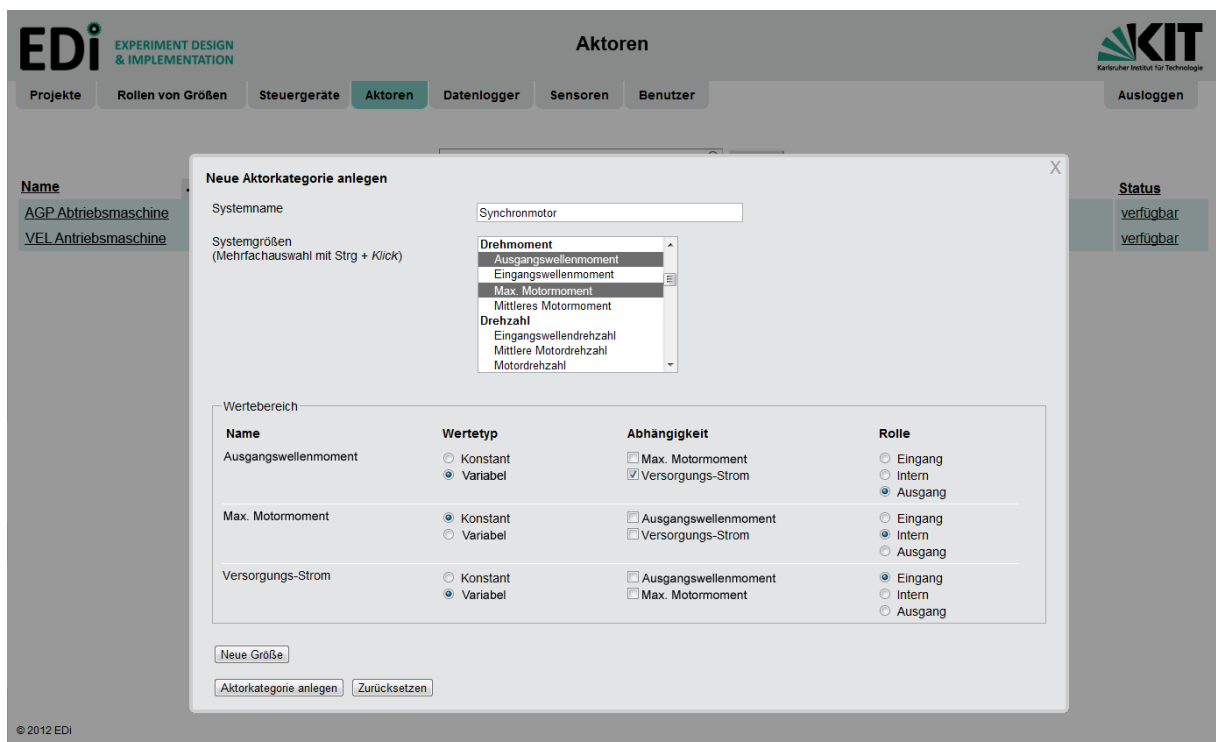 EDi EXPERIMENT DESIGN
& IMPLEMENTATION
Aktoren
KIT
Karlsruher Institut für Technologie
Projekte Rollen von Größen Steuergeräte Aktoren Datenlogger Sensoren Benutzer Ausloggen
Name Status
AGP Abtriebsmaschine verfügbar
VEL Antriebsmaschine verfügbar
X
Neue Aktorkategorie anlegen
Systemname Synchronmotor
Systemgrößen
(Mehrfachauswahl mit Strg + Klick)
Drehmoment
Ausgangswellenmoment
Eingangswellenmoment
Max. Motormoment
Mittleres Motormoment
Drehzahl
Eingangswellendrehzahl
Mittlere Motordrehzahl
Motordrehzahl
Wertebereich
Name Wertetyp Abhängigkeit Rolle
Ausgangswellenmoment Konstant Max. Motormoment Eingang
Variabel Versorgungs-Strom Intern
Ausgang
Max. Motormoment Konstant Ausgangswellenmoment Eingang
Variabel Versorgungs-Strom Intern
Ausgang
Versorgungs-Strom Konstant Ausgangswellenmoment Eingang
Variabel Max. Motormoment Intern
Ausgang
Neue Größe
Aktorkategorie anlegen Zurücksetzen
© 2012 EDi